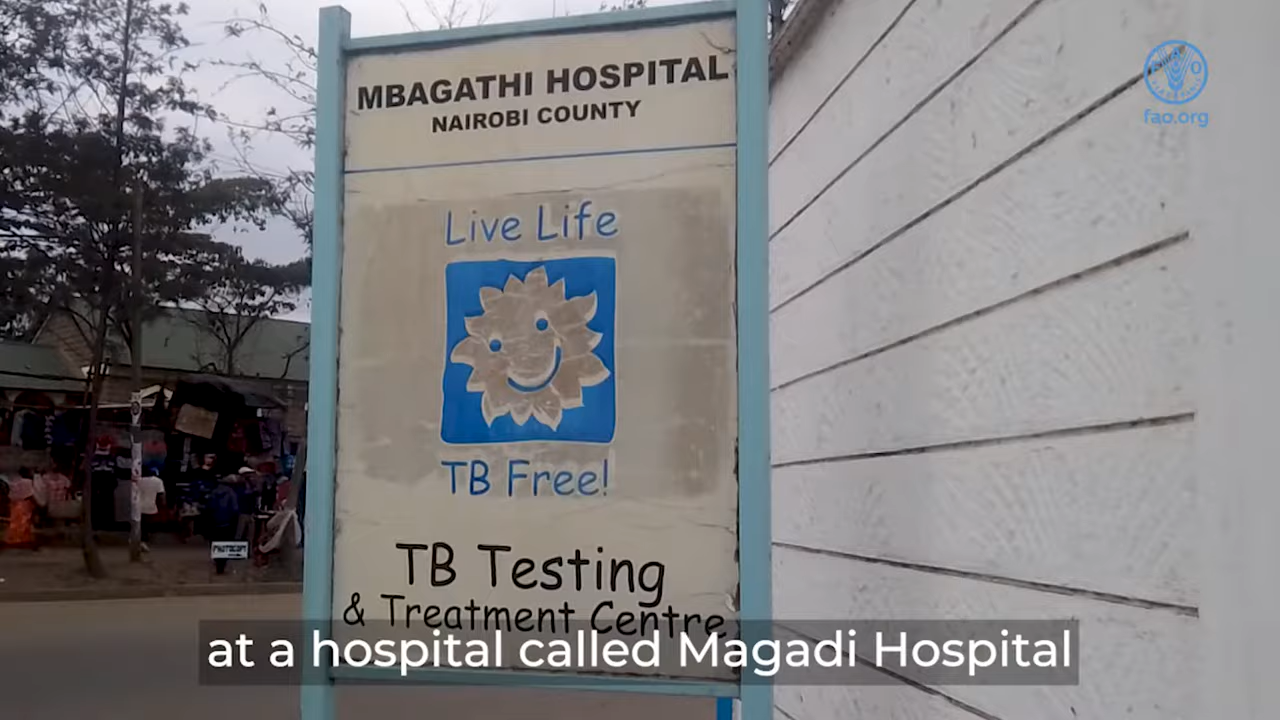 MBAGATHI HOSPITAL
NAIROBI COUNTY
Live Life
TB Free!
TB Testing
& Treatment Centre
PHOTOCOPY
at a hospital called Magadi Hospital
fao.org